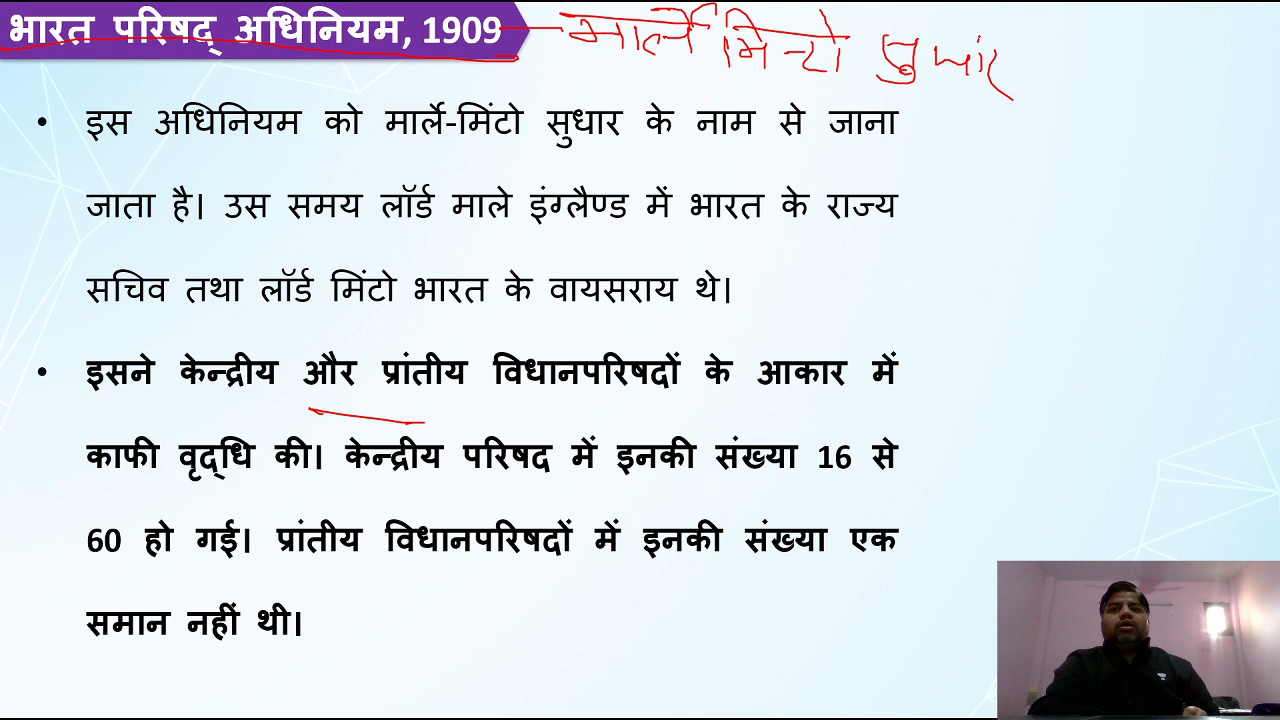 भारत परिषद् अधिनियम, 1909
मार्ले मिन्टो सुधार
• इस अधिनियम को मार्ले-मिंटो सुधार के नाम से जाना
जाता है। उस समय लॉर्ड माले इंग्लैण्ड में भारत के राज्य
सचिव तथा लॉर्ड मिंटो भारत के वायसराय थे।
• इसने केन्द्रीय और प्रांतीय विधानपरिषदों के आकार में
काफी वृद्धि की। केन्द्रीय परिषद में इनकी संख्या 16 से
60 हो गई। प्रांतीय विधानपरिषदों में इनकी संख्या एक
समान नहीं थी।